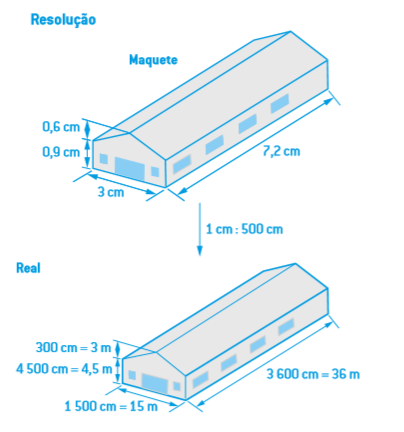 Resolução
Maquete
0,6 cm
0,9 cm
3 cm
7,2 cm
1 cm : 500 cm
Real
300 cm = 3 m
4 500 cm = 4,5 m
1 500 cm = 15 m
3 600 cm = 36 m